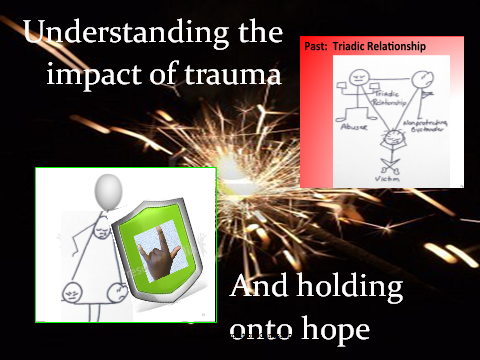 Understanding the
impact of trauma
Past: Triadic Relationship
Triadic
Relationship
Abuser
Nonprotecting
Bystander
Victim
And holding
onto hope